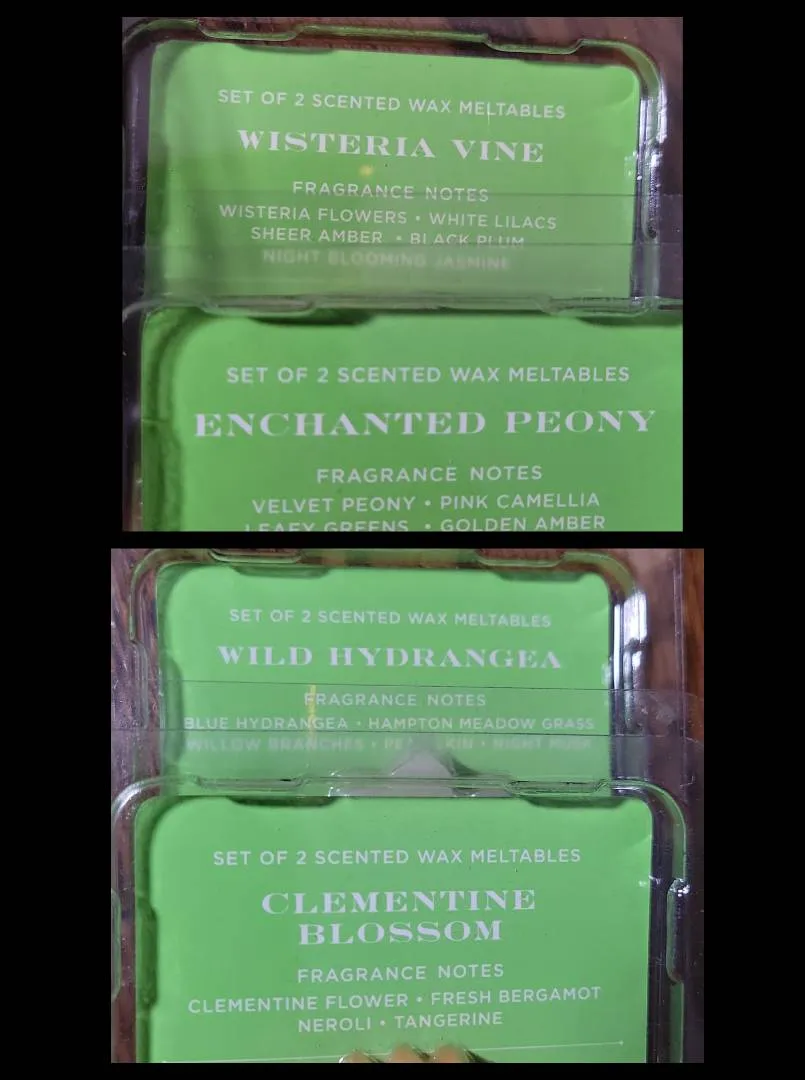 SET OF 2 SCENTED WAX MELTABLES
WISTERIA VINE
FRAGRANCE NOTES
WISTERIA FLOWERS • WHITE LILACS
SHEER AMBER • BLACK PLUM
NIGHT BLOOMING JASMINE
SET OF 2 SCENTED WAX MELTABLES
ENCHANTED PEONY
FRAGRANCE NOTES
VELVET PEONY • PINK CAMELLIA
LEAFY GREENS • GOLDEN AMBER
SET OF 2 SCENTED WAX MELTABLES
WILD HYDRANGEA
FRAGRANCE NOTES
BLUE HYDRANGEA • HAMPTON MEADOW GRASS
WILLOW BRANCHES • • NIGHT MUSK
SET OF 2 SCENTED WAX MELTABLES
CLEMENTINE
BLOSSOM
FRAGRANCE NOTES
CLEMENTINE FLOWER • FRESH BERGAMOT
NEROLI • TANGERINE